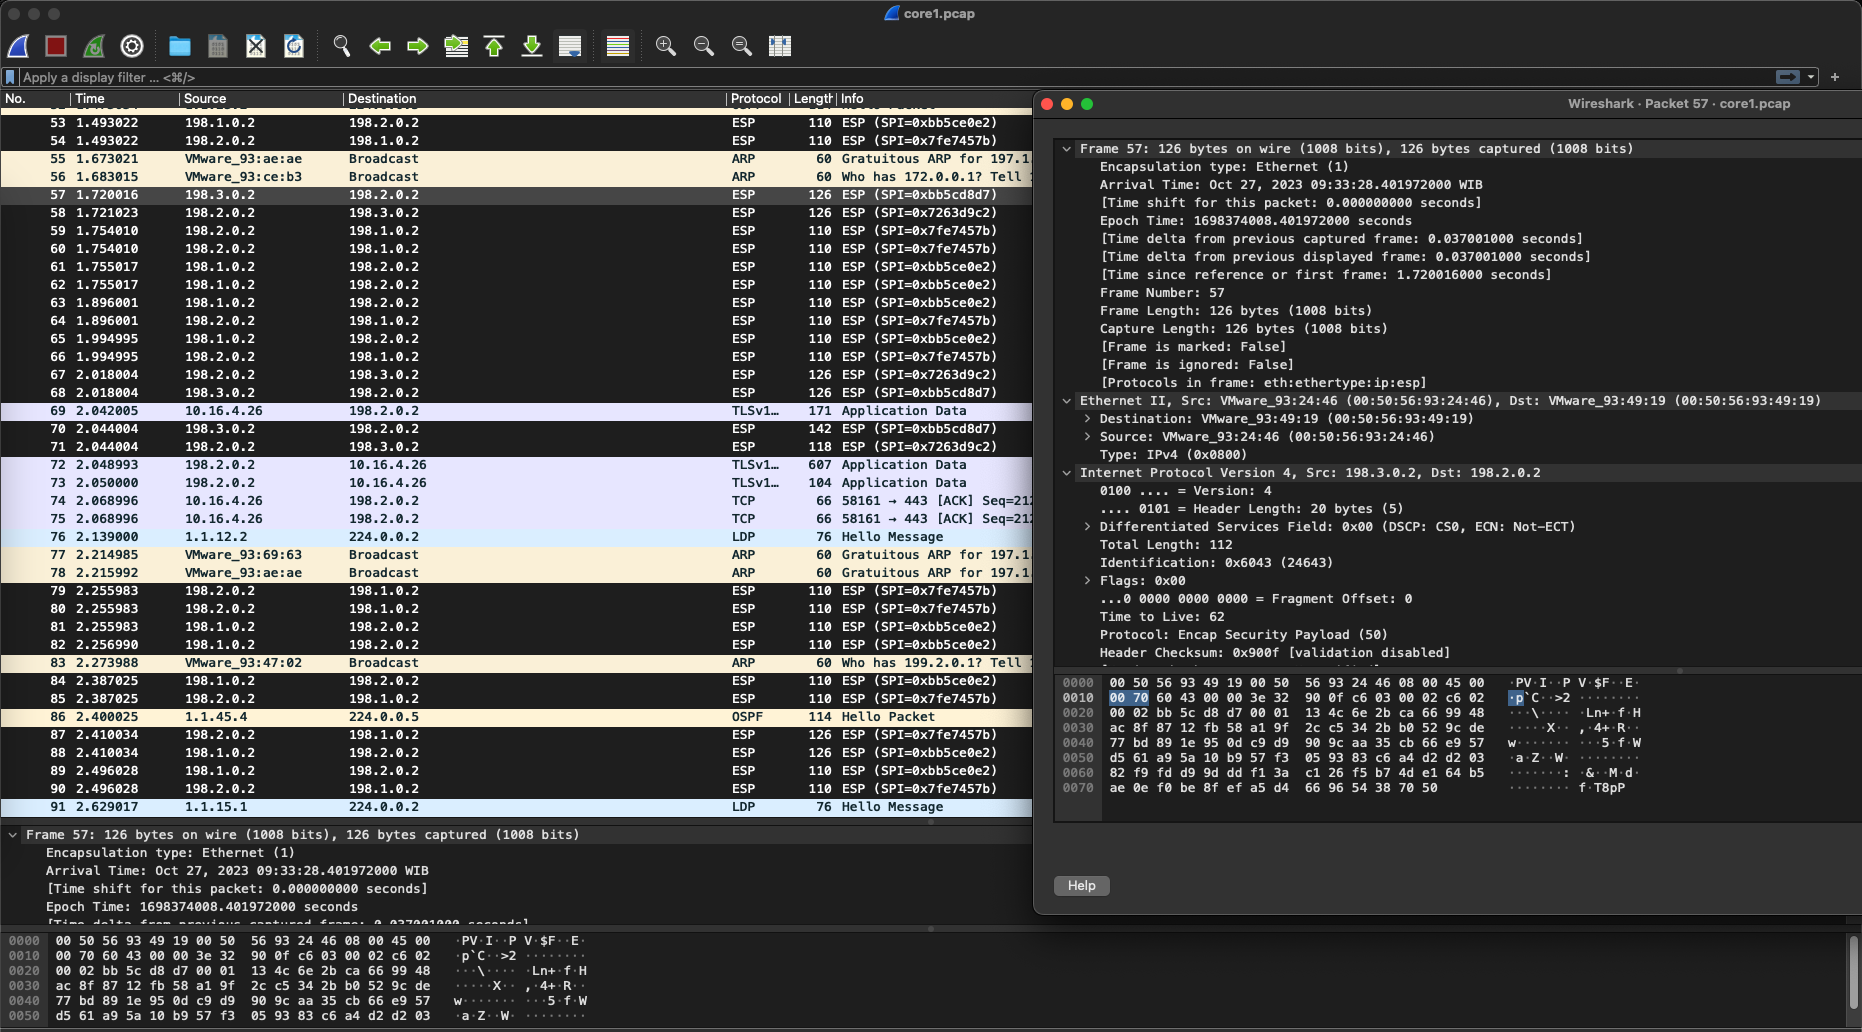 core1.pcap
Apply a display filter ... <⌘/>
No. Time Source Destination Protocol Length Info
53 1.493022 198.1.0.2 198.2.0.2 ESP 110 ESP (SPI=0xbb5ce0e2)
54 1.493022 198.2.0.2 198.1.0.2 ESP 110 ESP (SPI=0x7fe7457b)
55 1.673021 VMware_93:ae:ae Broadcast ARP 60 Gratuitous ARP for 197.1.
56 1.683015 VMware_93:ce:b3 Broadcast ARP 60 Who has 172.0.0.1? Tell
57 1.720016 198.3.0.2 198.2.0.2 ESP 126 ESP (SPI=0xbb5cd8d7)
58 1.721023 198.2.0.2 198.3.0.2 ESP 126 ESP (SPI=0x7263d9c2)
59 1.754010 198.2.0.2 198.1.0.2 ESP 110 ESP (SPI=0x7fe7457b)
60 1.754010 198.2.0.2 198.1.0.2 ESP 110 ESP (SPI=0x7fe7457b)
61 1.755017 198.1.0.2 198.2.0.2 ESP 110 ESP (SPI=0xbb5ce0e2)
62 1.755017 198.1.0.2 198.2.0.2 ESP 110 ESP (SPI=0xbb5ce0e2)
63 1.896001 198.1.0.2 198.2.0.2 ESP 110 ESP (SPI=0xbb5ce0e2)
64 1.896001 198.2.0.2 198.1.0.2 ESP 110 ESP (SPI=0x7fe7457b)
65 1.994995 198.1.0.2 198.2.0.2 ESP 110 ESP (SPI=0xbb5ce0e2)
66 1.994995 198.2.0.2 198.1.0.2 ESP 110 ESP (SPI=0x7fe7457b)
67 2.018004 198.2.0.2 198.3.0.2 ESP 126 ESP (SPI=0x7263d9c2)
68 2.018004 198.3.0.2 198.2.0.2 ESP 126 ESP (SPI=0xbb5cd8d7)
69 2.042005 10.16.4.26 198.2.0.2 TLSv1… 171 Application Data
70 2.044004 198.3.0.2 198.2.0.2 ESP 142 ESP (SPI=0xbb5cd8d7)
71 2.044004 198.2.0.2 198.3.0.2 ESP 118 ESP (SPI=0x7263d9c2)
72 2.048993 198.2.0.2 10.16.4.26 TLSv1… 607 Application Data
73 2.050000 198.2.0.2 10.16.4.26 TLSv1… 104 Application Data
74 2.068996 10.16.4.26 198.2.0.2 TCP 66 58161 → 443 [ACK] Seq=212
75 2.068996 10.16.4.26 198.2.0.2 TCP 66 58161 → 443 [ACK] Seq=212
76 2.139000 1.1.12.2 224.0.0.2 LDP 76 Hello Message
77 2.214985 VMware_93:69:63 Broadcast ARP 60 Gratuitous ARP for 197.1.
78 2.215992 VMware_93:ae:ae Broadcast ARP 60 Gratuitous ARP for 197.1.
79 2.255983 198.2.0.2 198.1.0.2 ESP 110 ESP (SPI=0x7fe7457b)
80 2.255983 198.2.0.2 198.1.0.2 ESP 110 ESP (SPI=0x7fe7457b)
81 2.255983 198.1.0.2 198.2.0.2 ESP 110 ESP (SPI=0xbb5ce0e2)
82 2.256990 198.1.0.2 198.2.0.2 ESP 110 ESP (SPI=0xbb5ce0e2)
83 2.273988 VMware_93:47:02 Broadcast ARP 60 Who has 199.2.0.1? Tell
84 2.387025 198.1.0.2 198.2.0.2 ESP 110 ESP (SPI=0xbb5ce0e2)
85 2.387025 198.2.0.2 198.1.0.2 ESP 110 ESP (SPI=0x7fe7457b)
86 2.400025 1.1.45.4 224.0.0.5 OSPF 114 Hello Packet
87 2.410034 198.2.0.2 198.1.0.2 ESP 126 ESP (SPI=0x7fe7457b)
88 2.410034 198.1.0.2 198.2.0.2 ESP 126 ESP (SPI=0xbb5ce0e2)
89 2.496028 198.1.0.2 198.2.0.2 ESP 110 ESP (SPI=0xbb5ce0e2)
90 2.496028 198.2.0.2 198.1.0.2 ESP 110 ESP (SPI=0x7fe7457b)
91 2.629017 1.1.15.1 224.0.0.2 LDP 76 Hello Message
Frame 57: 126 bytes on wire (1008 bits), 126 bytes captured (1008 bits)
Encapsulation type: Ethernet (1)
Arrival Time: Oct 27, 2023 09:33:28.401972000 WIB
[Time shift for this packet: 0.000000000 seconds]
Epoch Time: 1698374008.401972000 seconds
[Time delta from previous captured frame: 0.037001000 seconds]
0000 00 50 56 93 49 19 00 50 56 93 24 46 08 00 45 00 ·PV·I··P V·$F··E·
0010 00 70 60 43 00 00 3e 32 90 0f c6 03 00 02 c6 02 ·p`C··>2 ········
0020 00 02 bb 5c d8 d7 00 01 13 4c 6e 2b ca 66 99 48 ···\···· ·Ln+·f·H
0030 ac 8f 87 12 fb 58 a1 9f 2c c5 34 2b b0 52 9c de ·····X·· ,·4+·R··
0040 77 bd 89 1e 95 0d c9 d9 90 9c aa 35 cb 66 e9 57 w······· ···5·f·W
0050 d5 61 a9 5a 10 b9 57 f3 05 93 83 c6 a4 d2 d2 03 ·a·Z··W· ········
Wireshark · Packet 57 · core1.pcap
Frame 57: 126 bytes on wire (1008 bits), 126 bytes captured (1008 bits)
Encapsulation type: Ethernet (1)
Arrival Time: Oct 27, 2023 09:33:28.401972000 WIB
[Time shift for this packet: 0.000000000 seconds]
Epoch Time: 1698374008.401972000 seconds
[Time delta from previous captured frame: 0.037001000 seconds]
[Time delta from previous displayed frame: 0.037001000 seconds]
[Time since reference or first frame: 1.720016000 seconds]
Frame Number: 57
Frame Length: 126 bytes (1008 bits)
Capture Length: 126 bytes (1008 bits)
[Frame is marked: False]
[Frame is ignored: False]
[Protocols in frame: eth:ethertype:ip:esp]
Ethernet II, Src: VMware_93:24:46 (00:50:56:93:24:46), Dst: VMware_93:49:19 (00:50:56:93:49:19)
Destination: VMware_93:49:19 (00:50:56:93:49:19)
Source: VMware_93:24:46 (00:50:56:93:24:46)
Type: IPv4 (0x0800)
Internet Protocol Version 4, Src: 198.3.0.2, Dst: 198.2.0.2
0100 .... = Version: 4
.... 0101 = Header Length: 20 bytes (5)
Differentiated Services Field: 0x00 (DSCP: CS0, ECN: Not-ECT)
Total Length: 112
Identification: 0x6043 (24643)
Flags: 0x00
...0 0000 0000 0000 = Fragment Offset: 0
Time to Live: 62
Protocol: Encap Security Payload (50)
Header Checksum: 0x900f [validation disabled]
0000 00 50 56 93 49 19 00 50 56 93 24 46 08 00 45 00 ·PV·I··P V·$F··E·
0010 00 70 60 43 00 00 3e 32 90 0f c6 03 00 02 c6 02 ·p`C··>2 ········
0020 00 02 bb 5c d8 d7 00 01 13 4c 6e 2b ca 66 99 48 ···\···· ·Ln+·f·H
0030 ac 8f 87 12 fb 58 a1 9f 2c c5 34 2b b0 52 9c de ·····X·· ,·4+·R··
0040 77 bd 89 1e 95 0d c9 d9 90 9c aa 35 cb 66 e9 57 w······· ···5·f·W
0050 d5 61 a9 5a 10 b9 57 f3 05 93 83 c6 a4 d2 d2 03 ·a·Z··W· ········
0060 82 f9 fd d9 9d dd f1 3a c1 26 f5 b7 4d e1 64 b5 ·······: ·&··M·d·
0070 ae 0e f0 be 8f ef a5 d4 66 96 54 38 70 50 ········ f·T8pP
Help